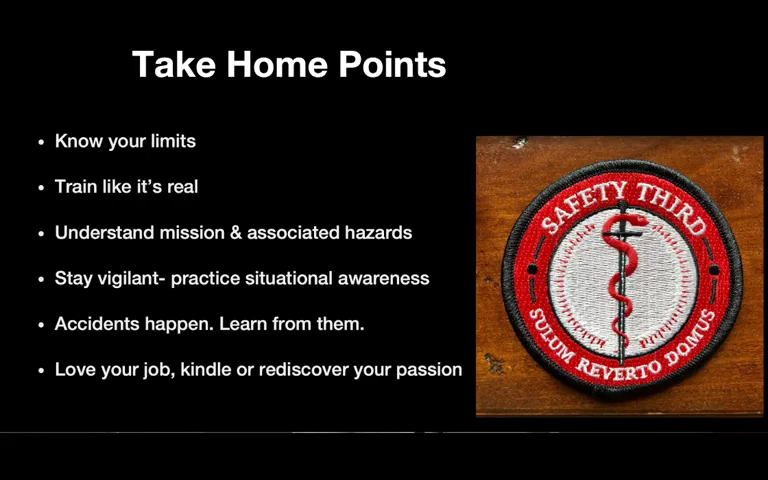 Take Home Points
• Know your limits
• Train like it's real
• Understand mission & associated hazards
• Stay vigilant- practice situational awareness
• Accidents happen. Learn from them.
• Love your job, kindle or rediscover your passion
SAFETY THIRD
SULUM REVERTO DOMUS